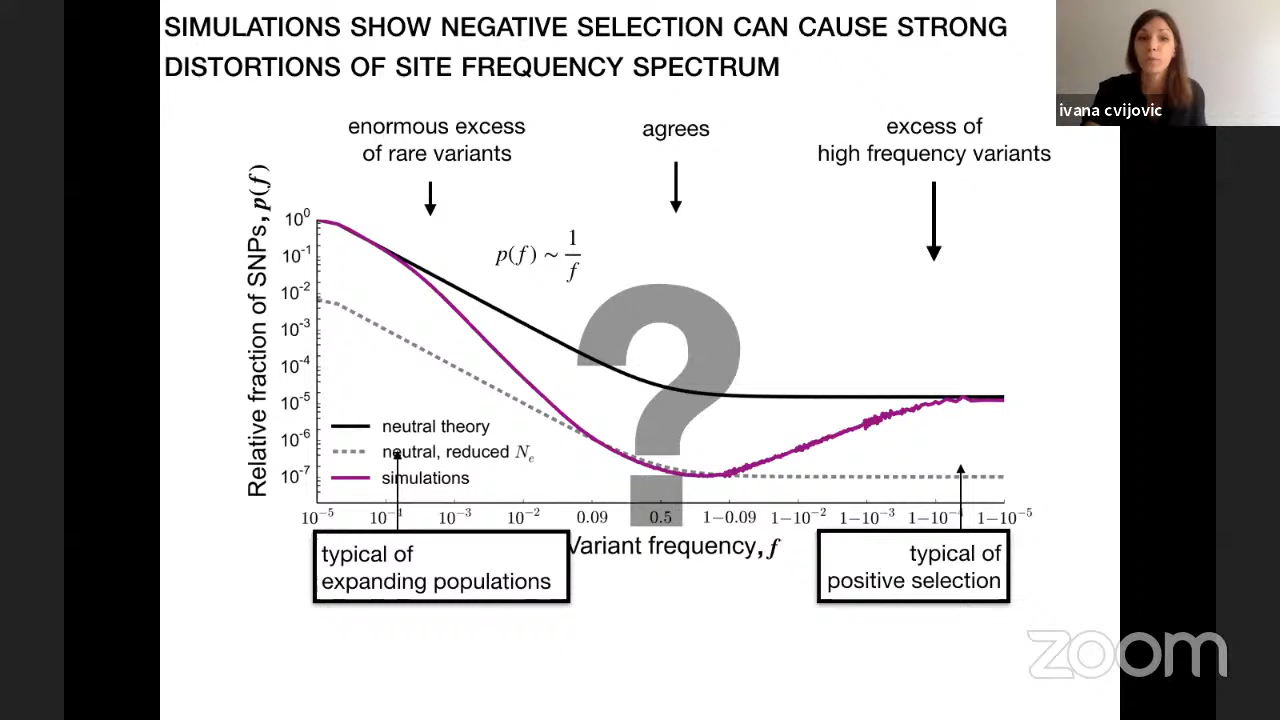 SIMULATIONS SHOW NEGATIVE SELECTION CAN CAUSE STRONG
DISTORTIONS OF SITE FREQUENCY SPECTRUM
ivana cvijovic
enormous excess
of rare variants
agrees
excess of
high frequency variants
Relative fraction of SNPs, p(f)
10^0
10^-1
10^-2
10^-3
10^-4
10^-5
10^-6
10^-7
p(f) ~ 1/f
?
neutral theory
neutral, reduced N_e
simulations
10^-5 10^-3 10^-2 0.09 0.5 1−0.09 1−10^-2 1−10^-3 1−10^-4 1−10^-5
Variant frequency, f
typical of
expanding populations
typical of
positive selection
zoom